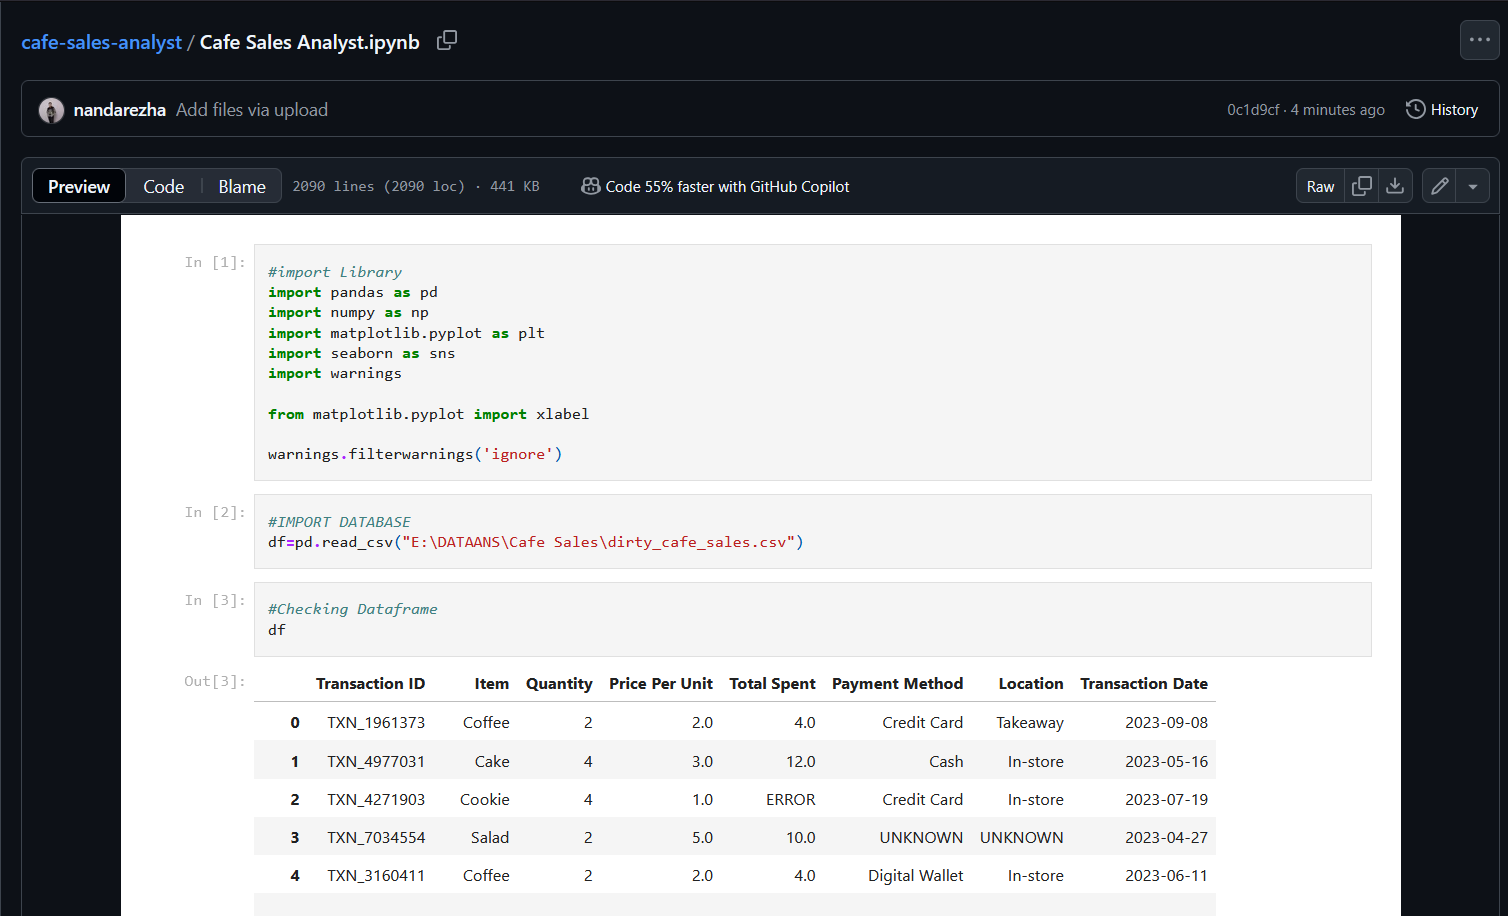 cafe-sales-analyst / Cafe Sales Analyst.ipynb
nandarezha Add files via upload 0c1d9cf · 4 minutes ago History
Preview Code Blame 2090 lines (2090 loc) · 441 KB Code 55% faster with GitHub Copilot Raw
In [1]:
#import Library
import pandas as pd
import numpy as np
import matplotlib.pyplot as plt
import seaborn as sns
import warnings
from matplotlib.pyplot import xlabel
warnings.filterwarnings('ignore')
In [2]:
#IMPORT DATABASE
df=pd.read_csv("E:\DATAANS\Cafe Sales\dirty_cafe_sales.csv")
In [3]:
#Checking Dataframe
df
Out[3]:
Transaction ID Item Quantity Price Per Unit Total Spent Payment Method Location Transaction Date
0 TXN_1961373 Coffee 2 2.0 4.0 Credit Card Takeaway 2023-09-08
1 TXN_4977031 Cake 4 3.0 12.0 Cash In-store 2023-05-16
2 TXN_4271903 Cookie 4 1.0 ERROR Credit Card In-store 2023-07-19
3 TXN_7034554 Salad 2 5.0 10.0 UNKNOWN UNKNOWN 2023-04-27
4 TXN_3160411 Coffee 2 2.0 4.0 Digital Wallet In-store 2023-06-11